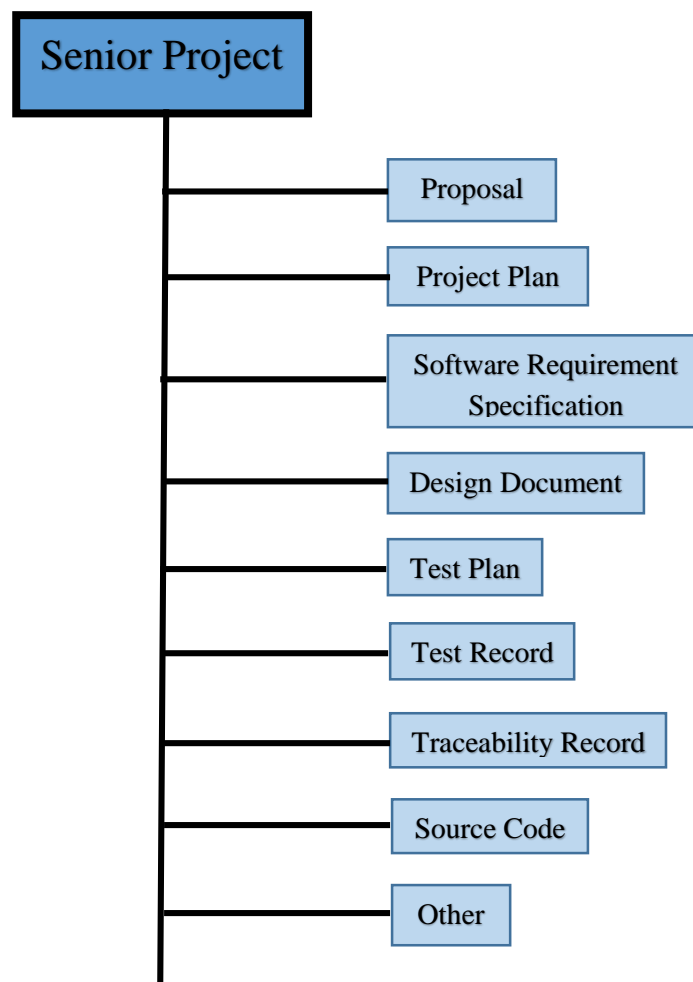 Senior Project
Proposal
Project Plan
Software Requirement
Specification
Design Document
Test Plan
Test Record
Traceability Record
Source Code
Other